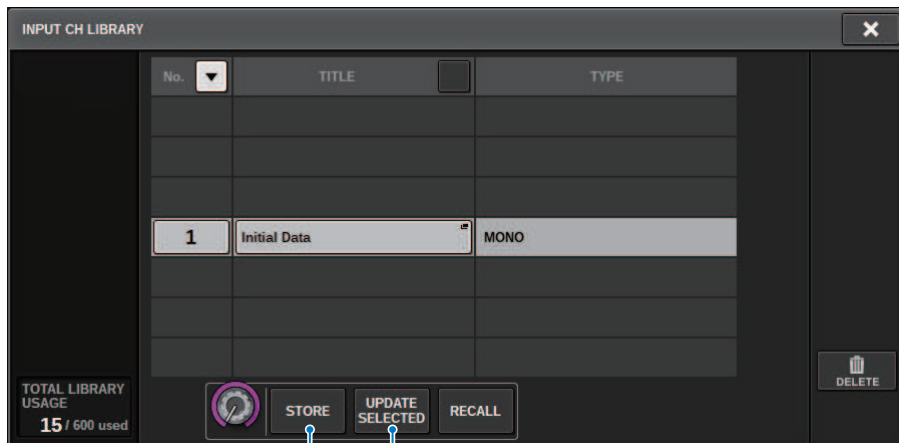 INPUT CH LIBRARY
No. TITLE TYPE
1 Initial Data MONO
TOTAL LIBRARY
USAGE
15 / 600 used
STORE
UPDATE
SELECTED
RECALL
DELETE